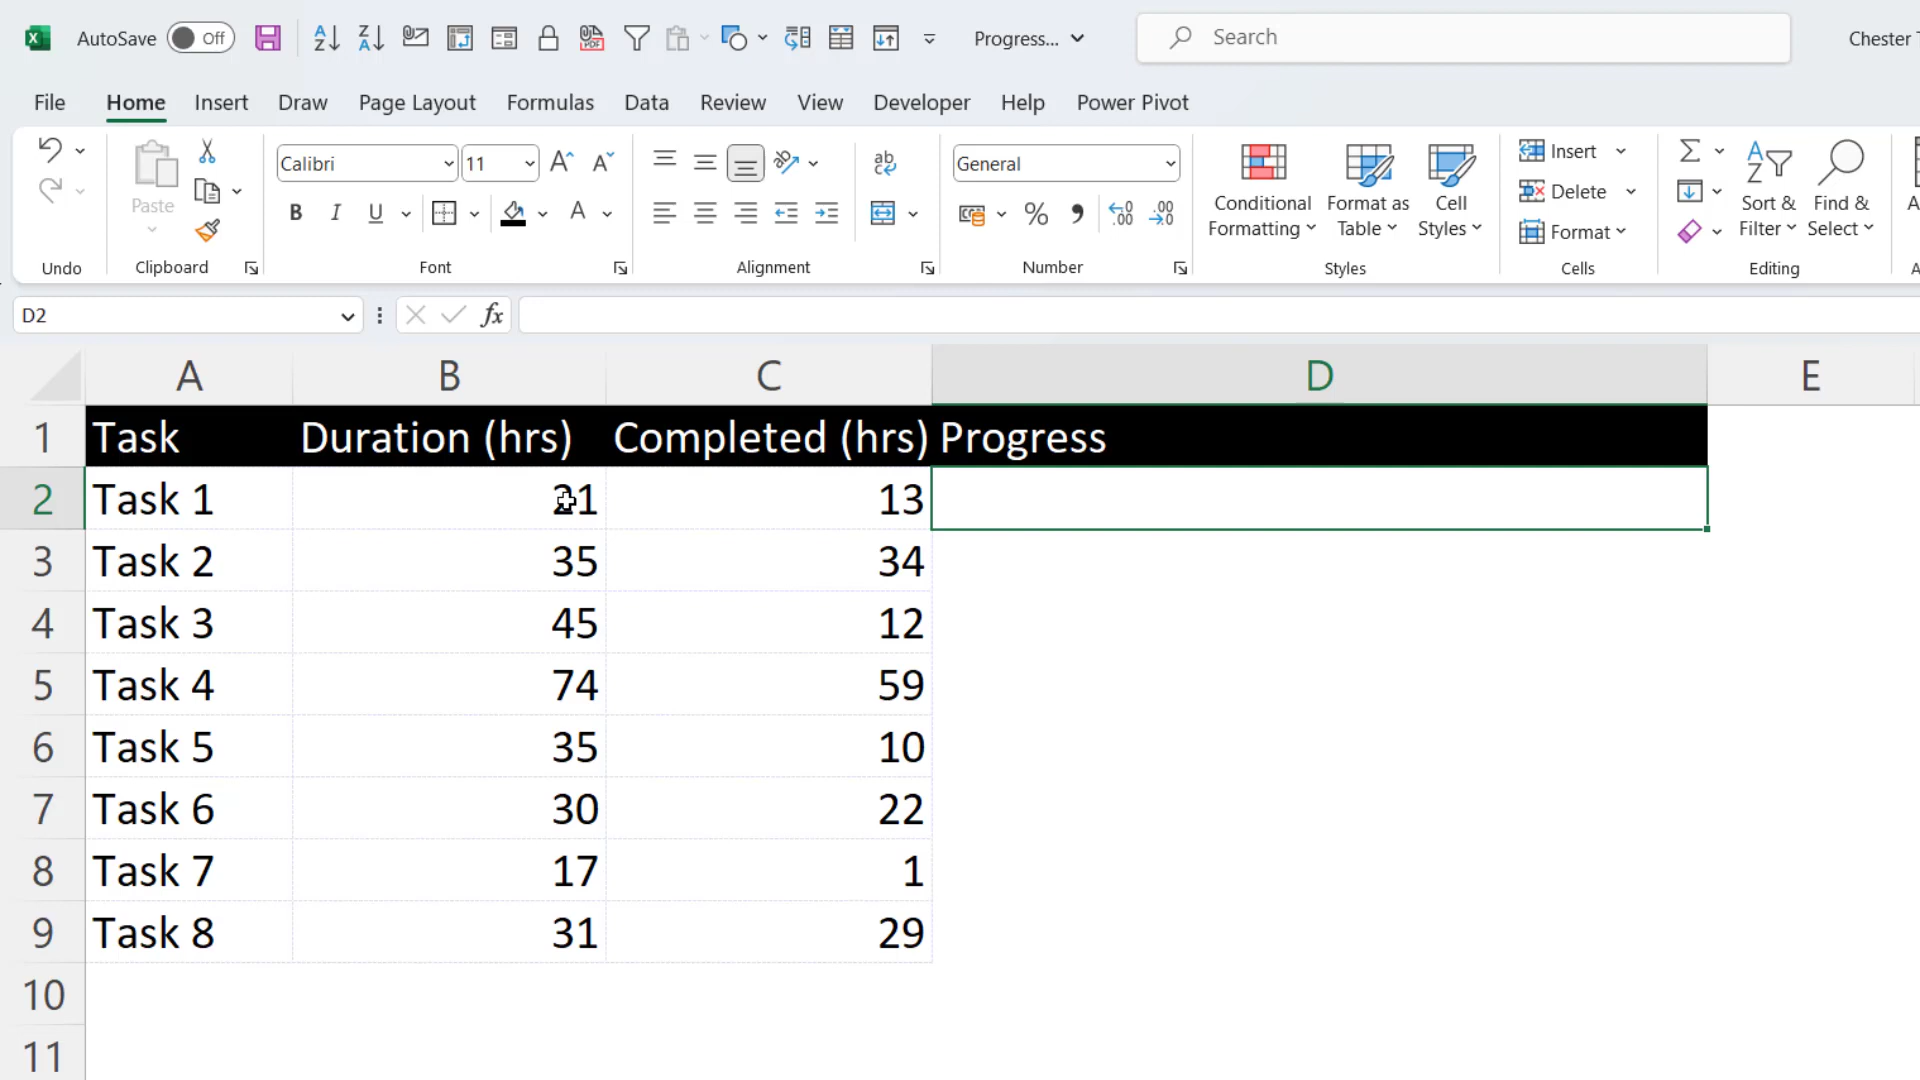 AutoSave Off Progress... Search Chester
File Home Insert Draw Page Layout Formulas Data Review View Developer Help Power Pivot
Calibri 11 General Insert
Paste Conditional Formatting Format as Table Cell Styles Delete Sort & Filter Find & Select
B I U Format
Undo Clipboard Font Alignment Number Styles Cells Editing
D2 fx
A B C D E
1 Task Duration (hrs) Completed (hrs) Progress
2 Task 1 13
3 Task 2 35 34
4 Task 3 45 12
5 Task 4 74 59
6 Task 5 35 10
7 Task 6 30 22
8 Task 7 17 1
9 Task 8 31 29
10
11